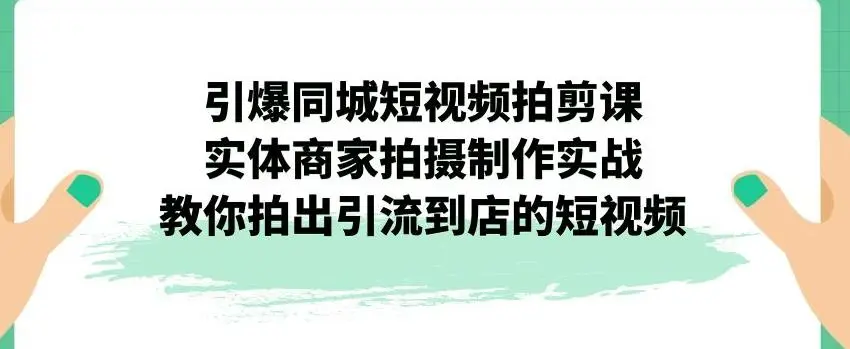 引爆同城短视频拍剪课
实体商家拍摄制作实战
教你拍出引流到店的短视频